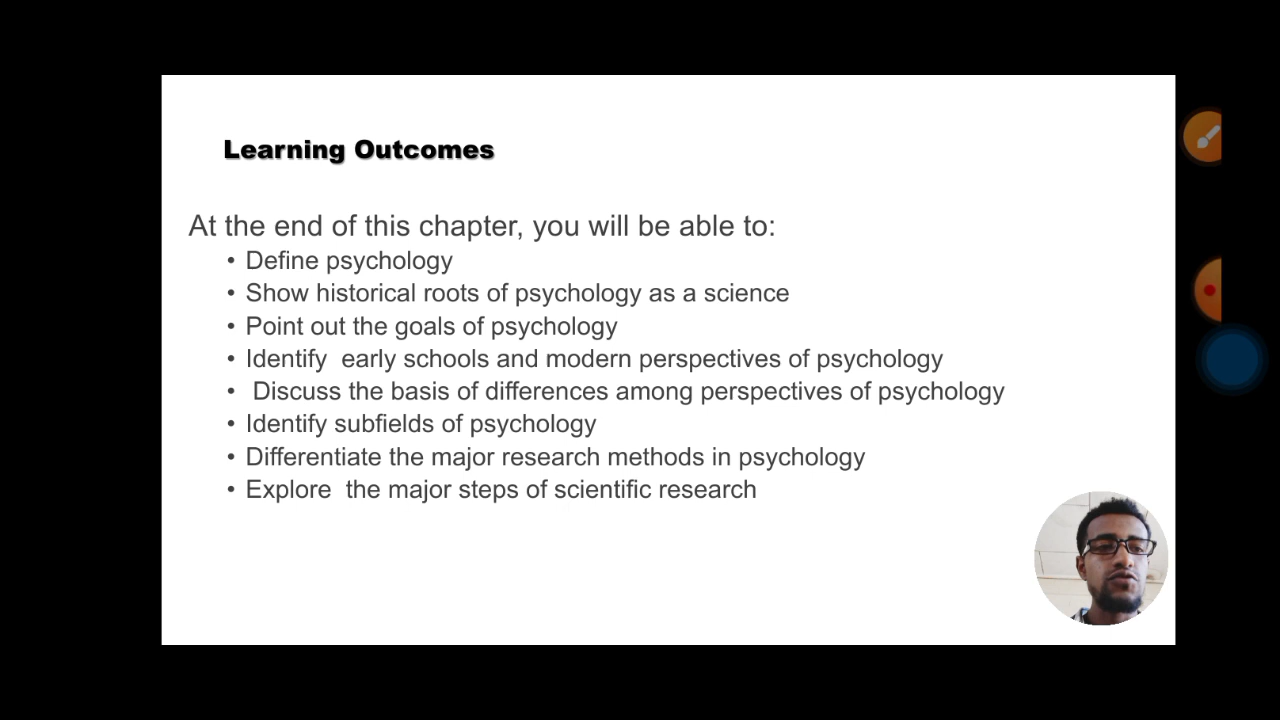 Learning Outcomes
At the end of this chapter, you will be able to:
• Define psychology
• Show historical roots of psychology as a science
• Point out the goals of psychology
• Identify  early schools and modern perspectives of psychology
•  Discuss the basis of differences among perspectives of psychology
• Identify subfields of psychology
• Differentiate the major research methods in psychology
• Explore  the major steps of scientific research